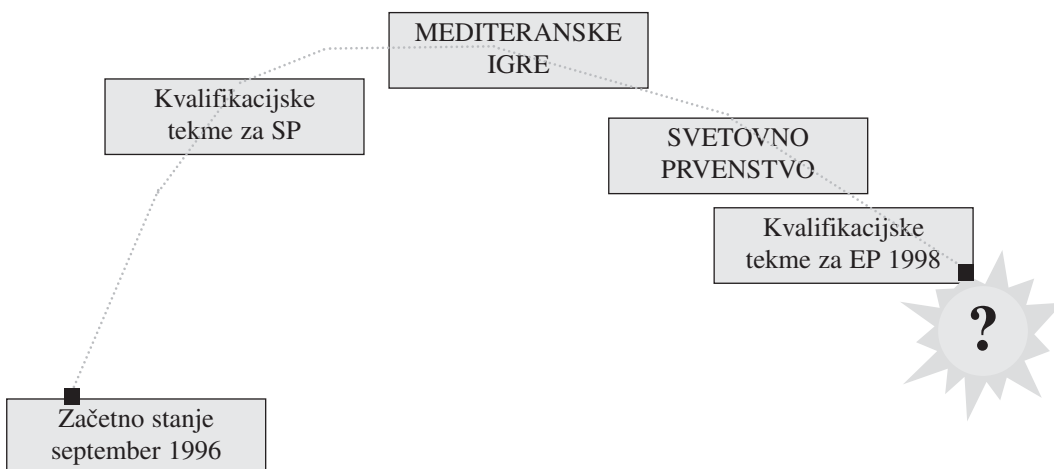 MEDITERANSKE
IGRE
Kvalifikacijske
tekme za SP
SVETOVNO
PRVENSTVO
Kvalifikacijske
tekme za EP 1998
?
Začetno stanje
september 1996